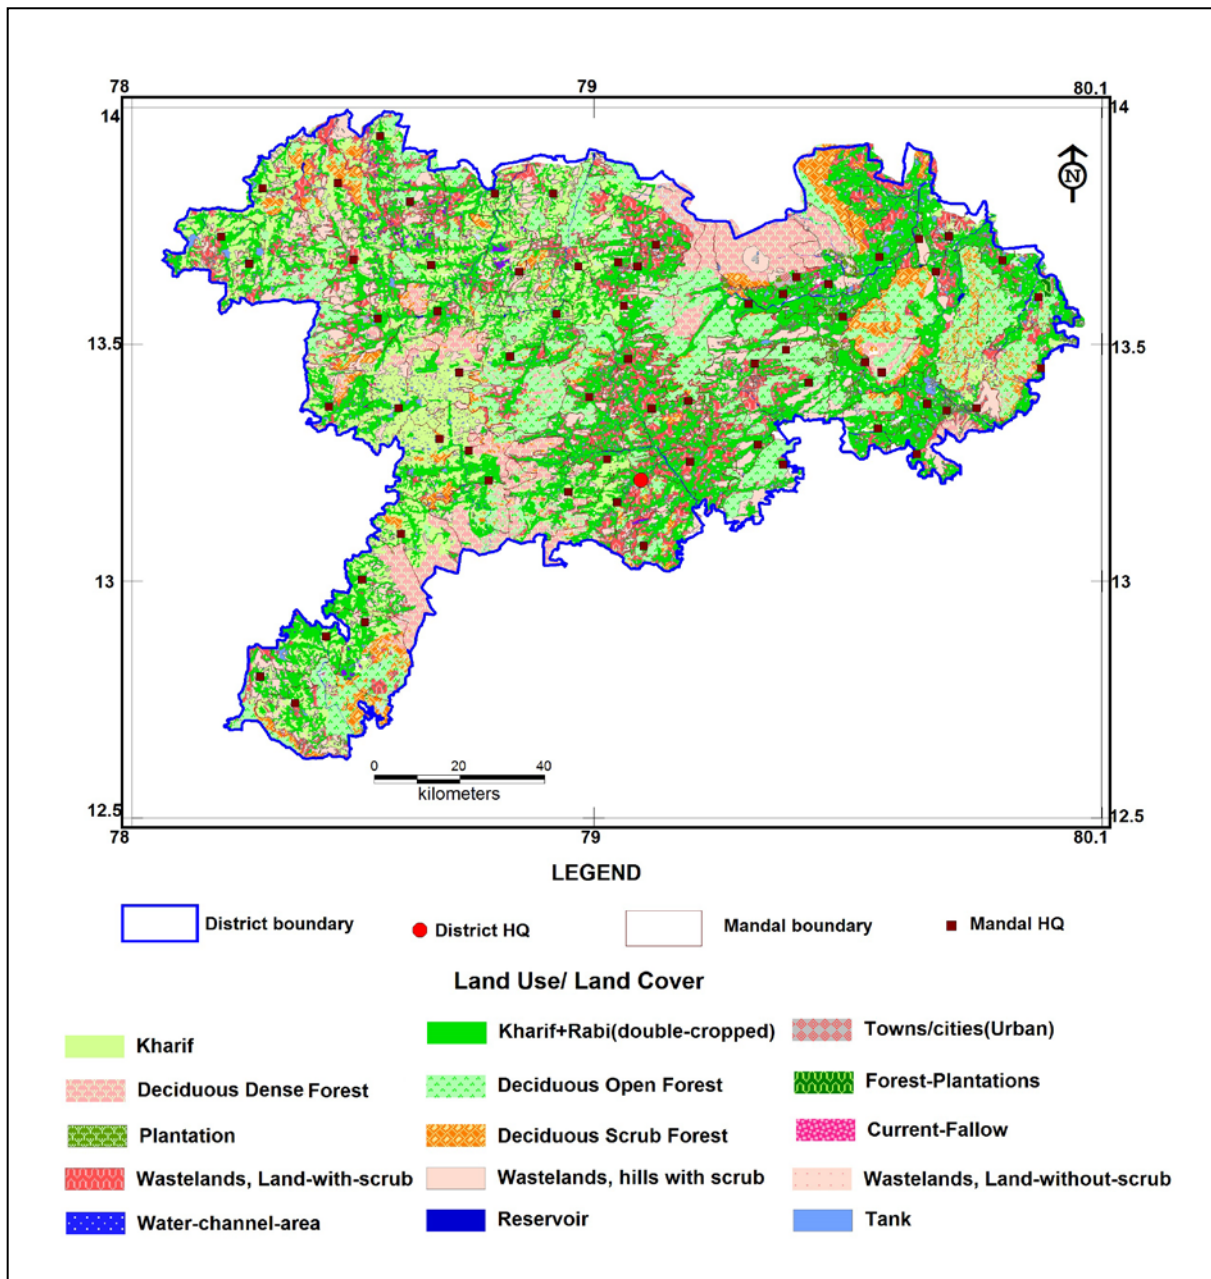 78 79 80.1
14 14
N
4
13.5 13.5
13 13
0 20 40
kilometers
12.5 12.5
78 79 80.1
LEGEND
District boundary District HQ Mandal boundary Mandal HQ
Land Use/ Land Cover
Kharif Kharif+Rabi(double-cropped) Towns/cities(Urban)
Deciduous Dense Forest Deciduous Open Forest Forest-Plantations
Plantation Deciduous Scrub Forest Current-Fallow
Wastelands, Land-with-scrub Wastelands, hills with scrub Wastelands, Land-without-scrub
Water-channel-area Reservoir Tank